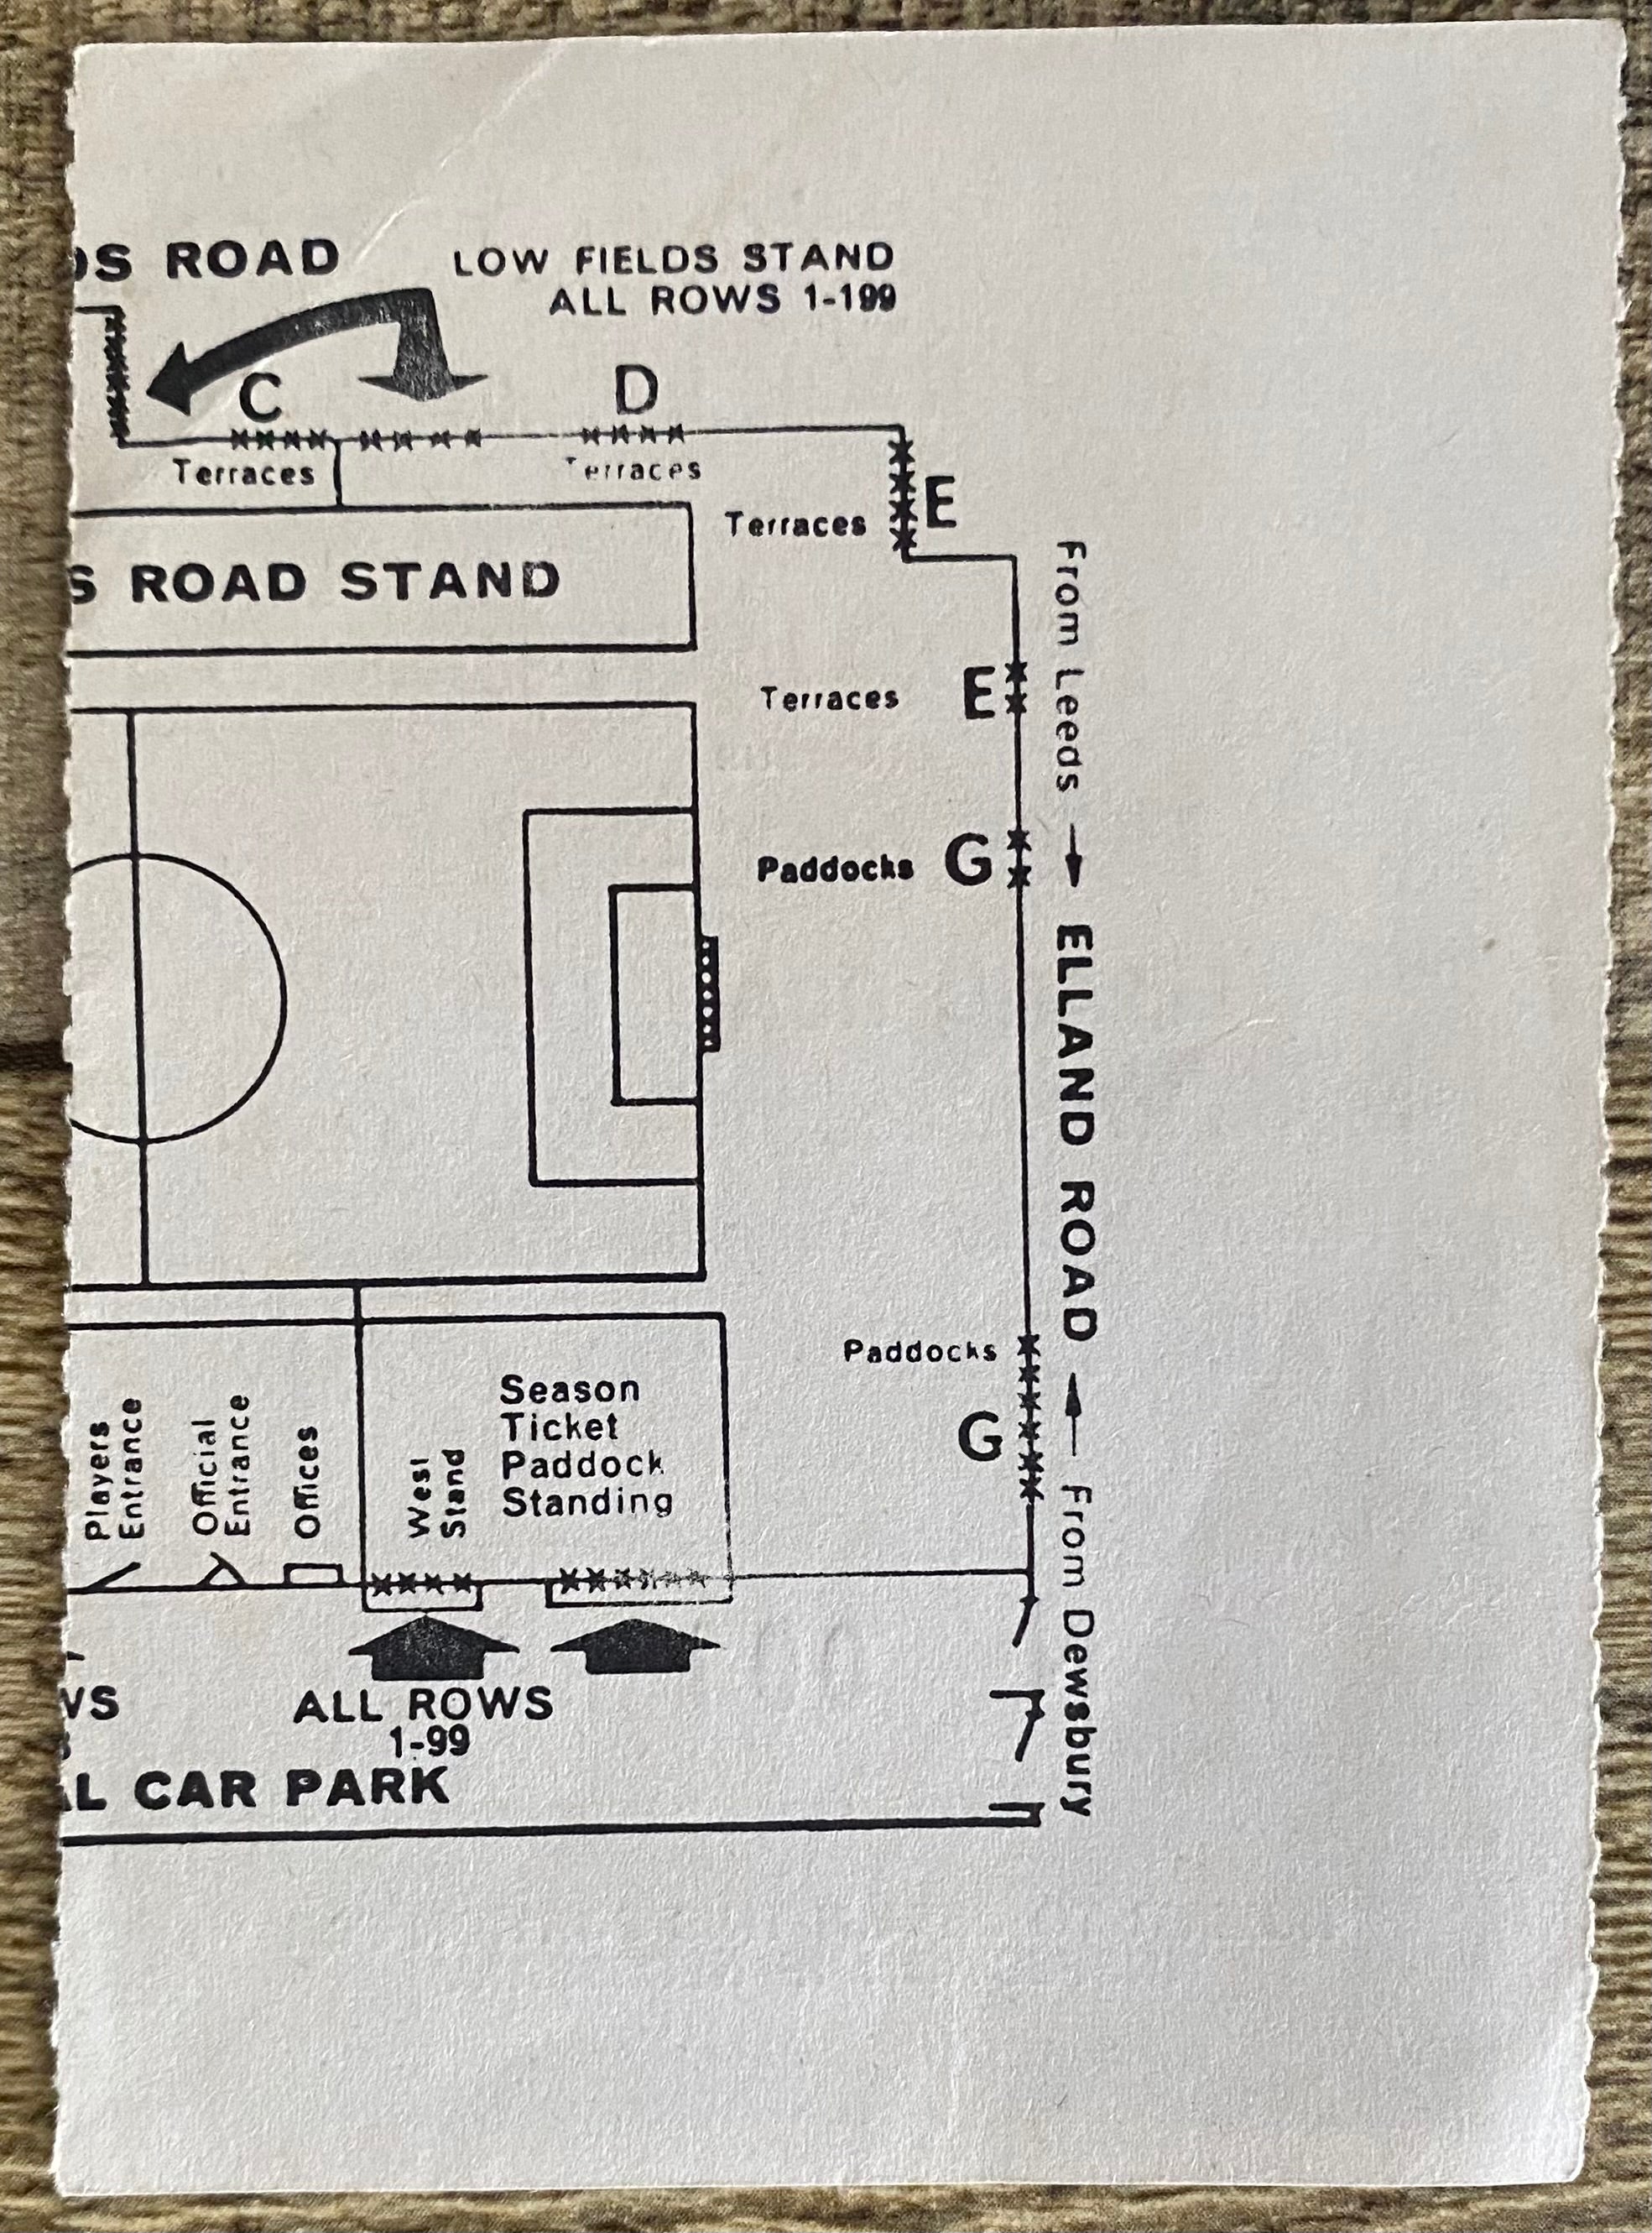 DS ROAD
LOW FIELDS STAND
ALL ROWS 1-199
C
D
Terraces
Terraces
E
Terraces
S ROAD STAND
From Leeds
Terraces
E
Paddocks
G
ELLAND ROAD
Paddocks
G
From Dewsbury
Players
Entrance
Official
Entrance
Offices
West
Stand
Season
Ticket
Paddock
Standing
WS
ALL ROWS
1-99
AL CAR PARK